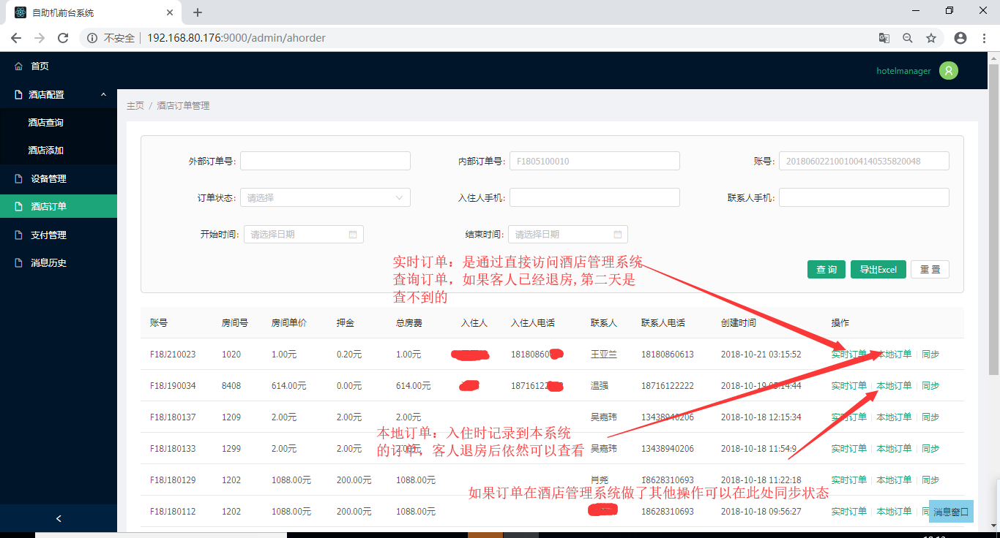 自助机前台系统
不安全 192.168.80.176:9000/admin/ahorder
首页
hotelmanager
酒店配置
主页 / 酒店订单管理
酒店查询
酒店添加
设备管理
酒店订单
支付管理
消息历史
外部订单号: 内部订单号: F1805100010 账号: 2018060221001004140535820048
订单状态: 请选择 入住人手机: 联系人手机:
开始时间: 请选择日期 结束时间: 请选择日期
查询 导出Excel 重置
实时订单：是通过直接访问酒店管理系统
查询订单，如果客人已经退房,第二天是
查不到的
账号 房间号 房间单价 押金 总房费 入住人 入住人电话 联系人 联系人电话 创建时间 操作
F18J210023 1020 1.00元 0.20元 1.00元 18180860 王亚兰 18180860613 2018-10-21 03:15:52 实时订单 本地订单 同步
F18J190034 8408 614.00元 0.00元 614.00元 18716122 温强 18716122222 2018-10-19 05:14:44 实时订单 本地订单 同步
F18J180137 1209 2.00元 2.00元 2.00元 吴嘉玮 13438940206 2018-10-18 12:15:34 实时订单 本地订单 同步
本地订单：入住时记录到本系统
的订单，客人退房后依然可以查看
F18J180133 1299 2.00元 2.00元 2.00元 吴嘉玮 13438940206 2018-10-18 11:54:9 实时订单 本地订单 同步
F18J180129 1202 1088.00元 200.00元 1088.00元 肖尧 18628310693 2018-10-18 11:22:18 实时订单 本地订单 同步
如果订单在酒店管理系统做了其他操作可以在此处同步状态
F18J180112 1202 1088.00元 200.00元 1088.00元 18628310693 2018-10-18 09:56:27 实时订单 本地订单 同
消息窗口